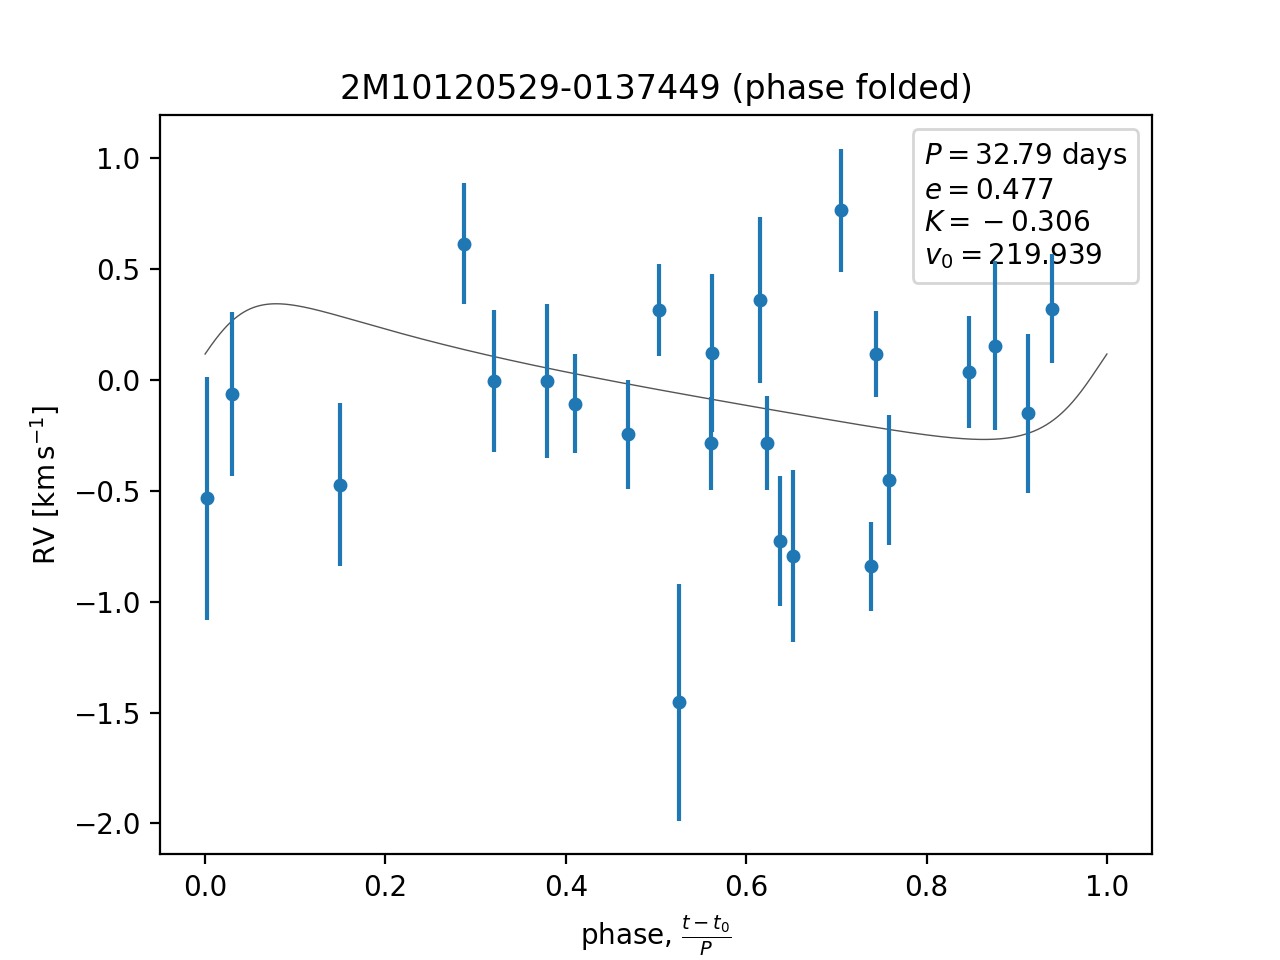 2M10120529-0137449 (phase folded)
P = 32.79 days
e = 0.477
K = −0.306
v₀ = 219.939
RV [km s⁻¹]
1.0
0.5
0.0
−0.5
−1.0
−1.5
−2.0
0.0 0.2 0.4 0.6 0.8 1.0
phase, (t − t₀)/P